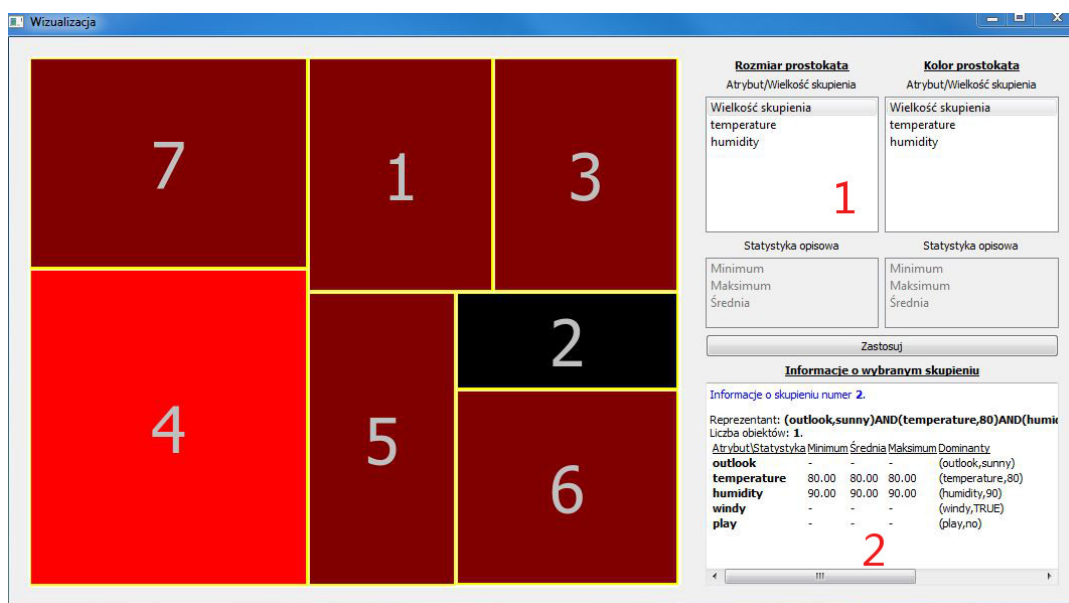 Wizualizacja
7
1
3
4
5
2
6
Rozmiar prostokąta Kolor prostokąta
Atrybut/Wielkość skupienia Atrybut/Wielkość skupienia
Wielkość skupienia Wielkość skupienia
temperature temperature
humidity humidity
1
Statystyka opisowa Statystyka opisowa
Minimum Minimum
Maksimum Maksimum
Średnia Średnia
Zastosuj
Informacje o wybranym skupieniu
Informacje o skupieniu numer 2.
Reprezentant: (outlook,sunny)AND(temperature,80)AND(humid
Liczba obiektów: 1.
Atrybut\Statystyka Minimum Średnia Maksimum Dominanty
outlook - - - (outlook,sunny)
temperature 80.00 80.00 80.00 (temperature,80)
humidity 90.00 90.00 90.00 (humidity,90)
windy - - - (windy,TRUE)
play - - - (play,no)
2